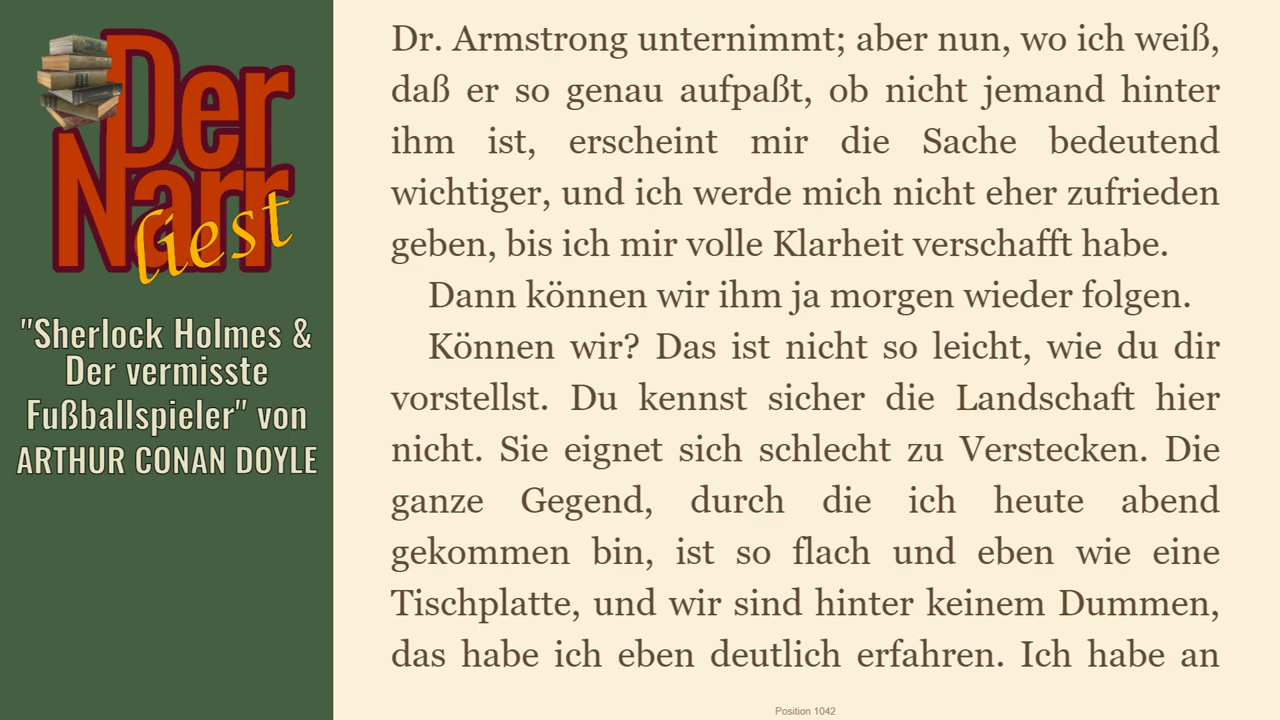 Der
Narr
liest
"Sherlock Holmes &
Der vermisste
Fußballspieler" von
ARTHUR CONAN DOYLE
Dr. Armstrong unternimmt; aber nun, wo ich weiß,
daß er so genau aufpaßt, ob nicht jemand hinter
ihm ist, erscheint mir die Sache bedeutend
wichtiger, und ich werde mich nicht eher zufrieden
geben, bis ich mir volle Klarheit verschafft habe.
Dann können wir ihm ja morgen wieder folgen.
Können wir? Das ist nicht so leicht, wie du dir
vorstellst. Du kennst sicher die Landschaft hier
nicht. Sie eignet sich schlecht zu Verstecken. Die
ganze Gegend, durch die ich heute abend
gekommen bin, ist so flach und eben wie eine
Tischplatte, und wir sind hinter keinem Dummen,
das habe ich eben deutlich erfahren. Ich habe an
Position 1042